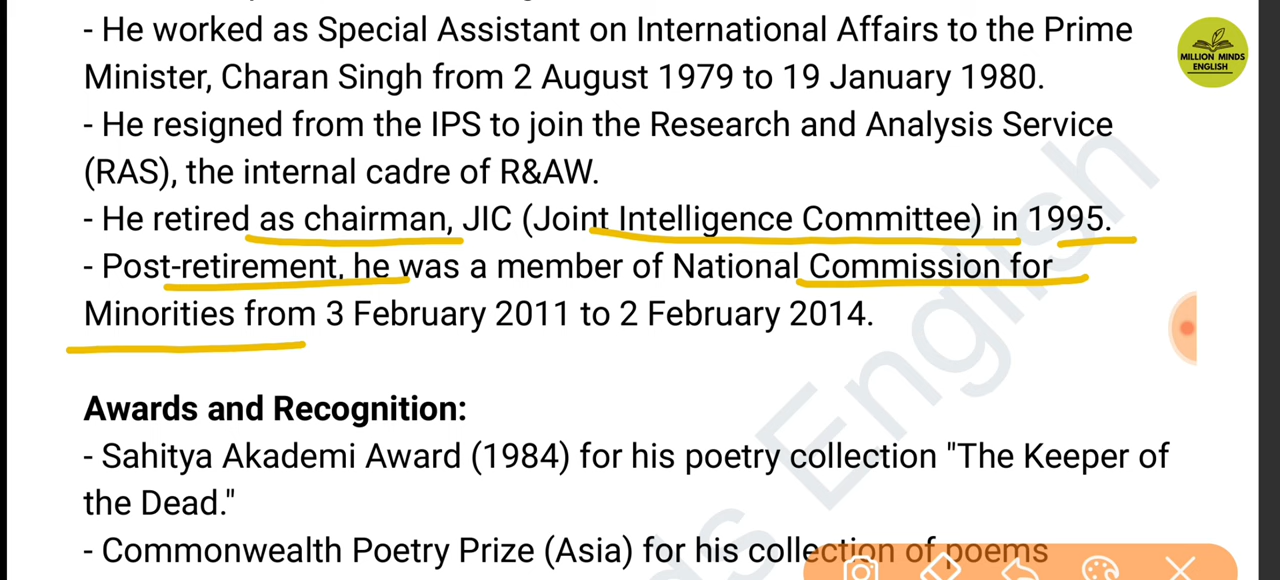 - He worked as Special Assistant on International Affairs to the Prime
Minister, Charan Singh from 2 August 1979 to 19 January 1980.
- He resigned from the IPS to join the Research and Analysis Service
(RAS), the internal cadre of R&AW.
- He retired as chairman, JIC (Joint Intelligence Committee) in 1995.
- Post-retirement, he was a member of National Commission for
Minorities from 3 February 2011 to 2 February 2014.
Awards and Recognition:
- Sahitya Akademi Award (1984) for his poetry collection "The Keeper of
the Dead."
- Commonwealth Poetry Prize (Asia) for his collection of poems
MILLION MINDS
ENGLISH
English